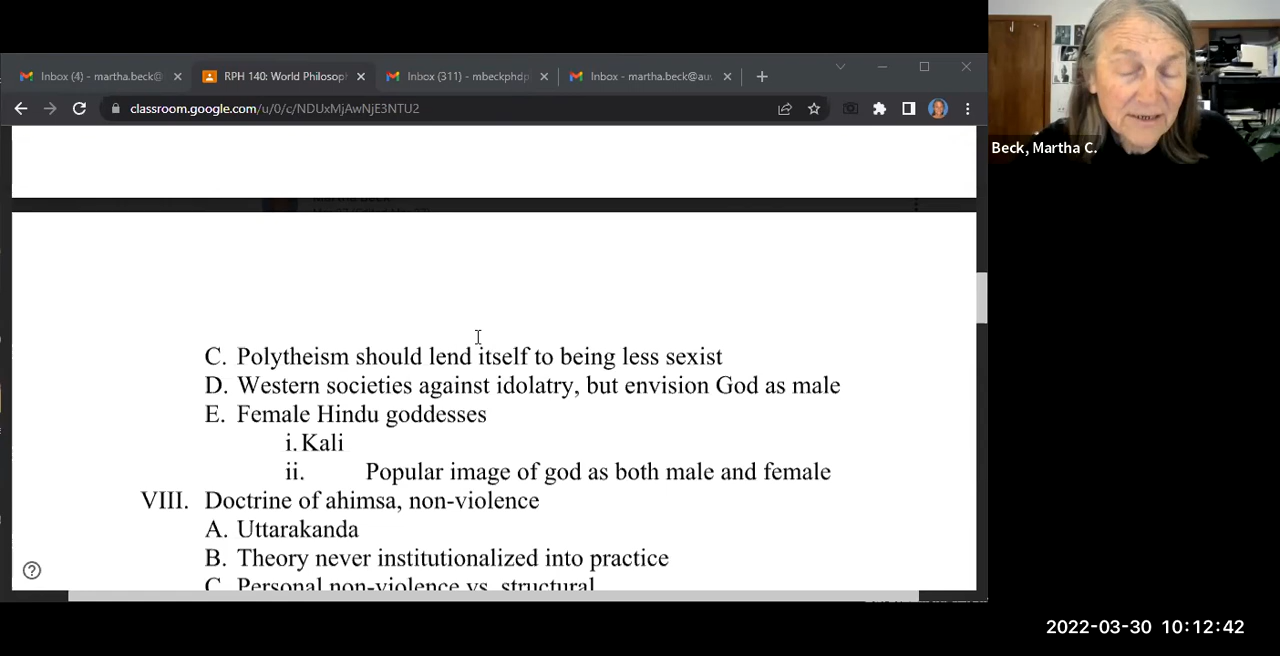 Inbox (4) - martha.beck@
RPH 140: World Philosoph
Inbox (311) - mbeckphdp
Inbox - martha.beck@au
classroom.google.com/u/0/c/NDUxMjAwNjE3NTU2
Beck, Martha C.
C. Polytheism should lend itself to being less sexist
D. Western societies against idolatry, but envision God as male
E. Female Hindu goddesses
i. Kali
ii. Popular image of god as both male and female
VIII. Doctrine of ahimsa, non-violence
A. Uttarakanda
B. Theory never institutionalized into practice
C. Personal non-violence vs. structural
2022-03-30 10:12:42